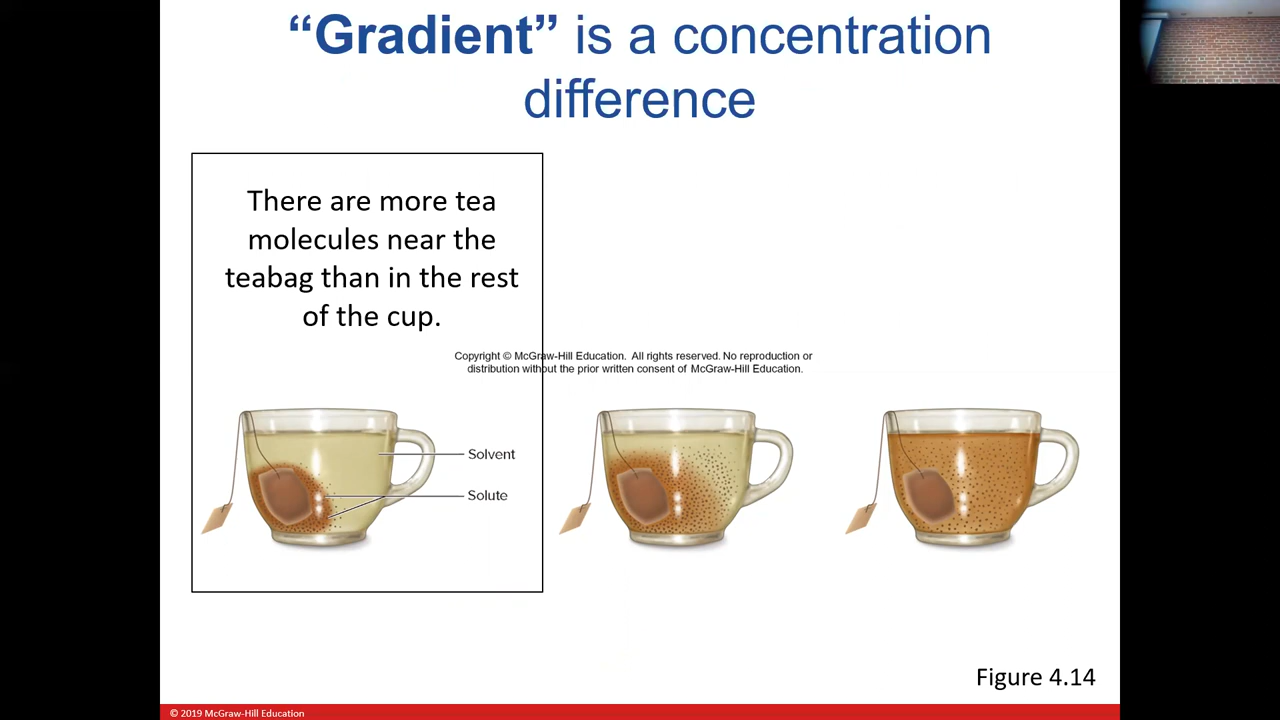 “Gradient” is a concentration
difference
There are more tea
molecules near the
teabag than in the rest
of the cup.
Copyright © McGraw-Hill Education. All rights reserved. No reproduction or
distribution without the prior written consent of McGraw-Hill Education.
Solvent
Solute
Figure 4.14
© 2019 McGraw-Hill Education